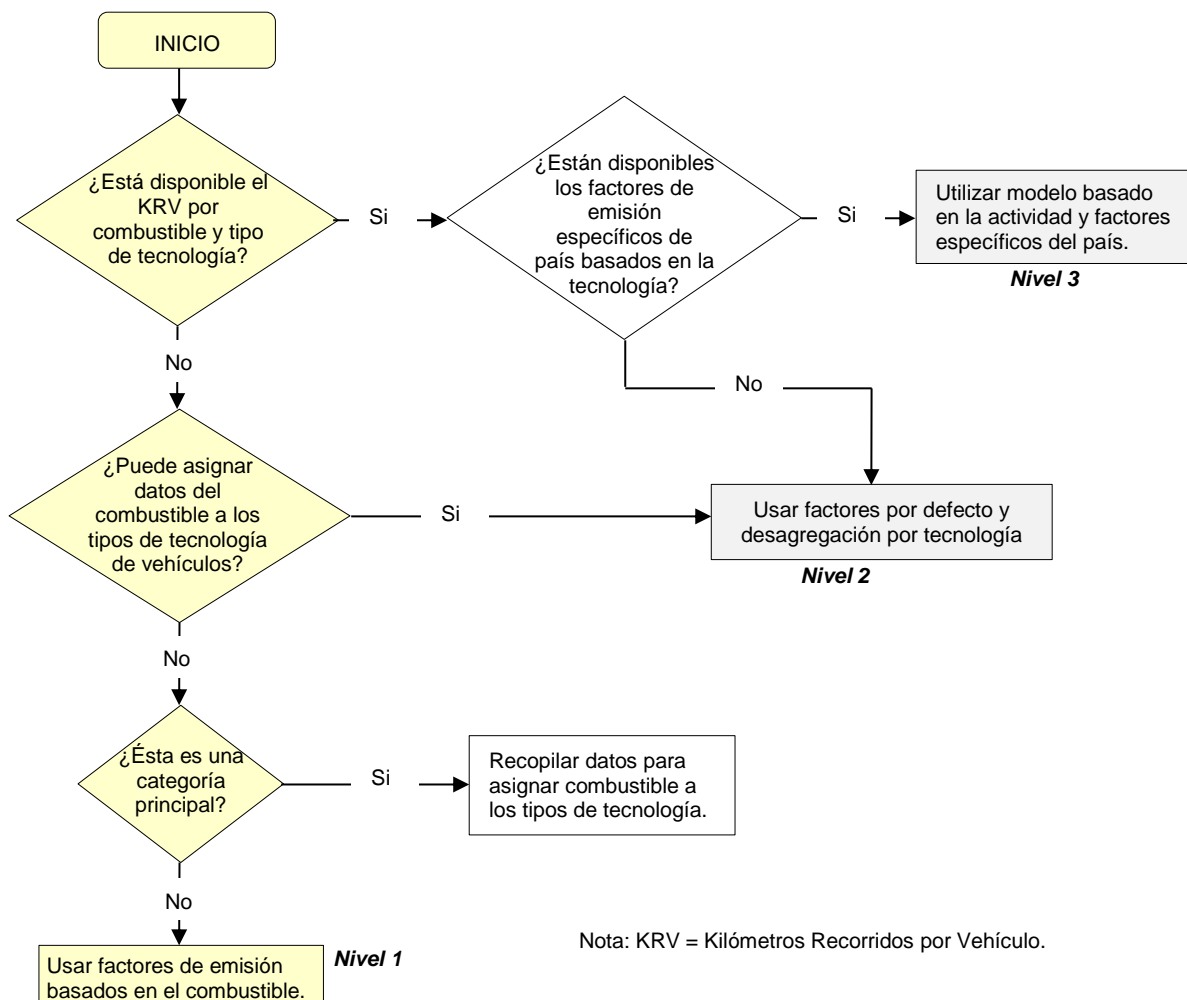 INICIO
¿Está disponible el
KRV por
combustible y tipo
de tecnología?
Si
¿Están disponibles
los factores de
emisión
específicos de
país basados en la
tecnología?
Si
Utilizar modelo basado
en la actividad y factores
específicos del país.
Nivel 3
No
No
¿Puede asignar
datos del
combustible a los
tipos de tecnología
de vehículos?
Si
Usar factores por defecto y
desagregación por tecnología
Nivel 2
No
¿Ésta es una
categoría
principal?
Si
Recopilar datos para
asignar combustible a
los tipos de tecnología.
No
Usar factores de emisión
basados en el combustible.
Nivel 1
Nota: KRV = Kilómetros Recorridos por Vehículo.